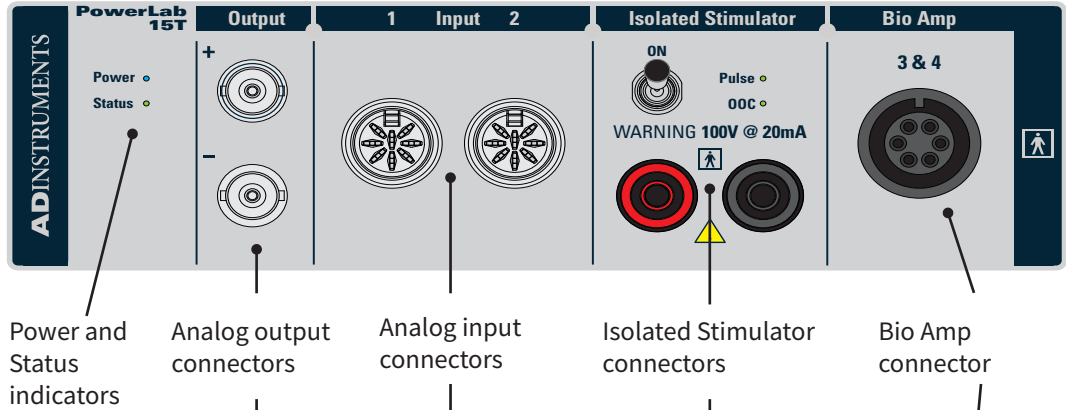 PowerLab
15T
Output
1 Input 2
Isolated Stimulator
Bio Amp
ADINSTRUMENTS
Power
Status
+
−
ON
Pulse
OOC
WARNING 100V @ 20mA
3 & 4
Power and
Status
indicators
Analog output
connectors
Analog input
connectors
Isolated Stimulator
connectors
Bio Amp
connector